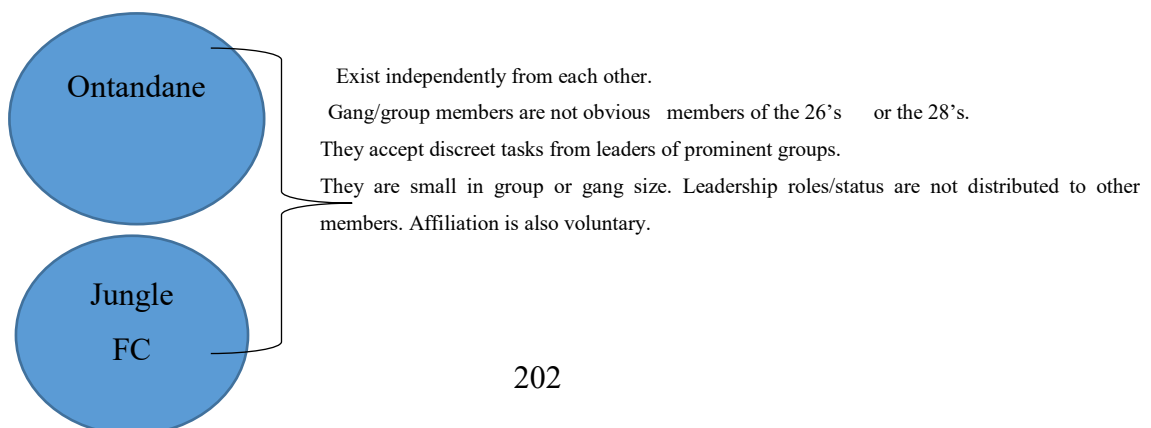 Ontandane
Exist independently from each other.
Gang/group members are not obvious members of the 26’s or the 28’s.
They accept discreet tasks from leaders of prominent groups.
They are small in group or gang size. Leadership roles/status are not distributed to other
members. Affiliation is also voluntary.
Jungle
FC
202